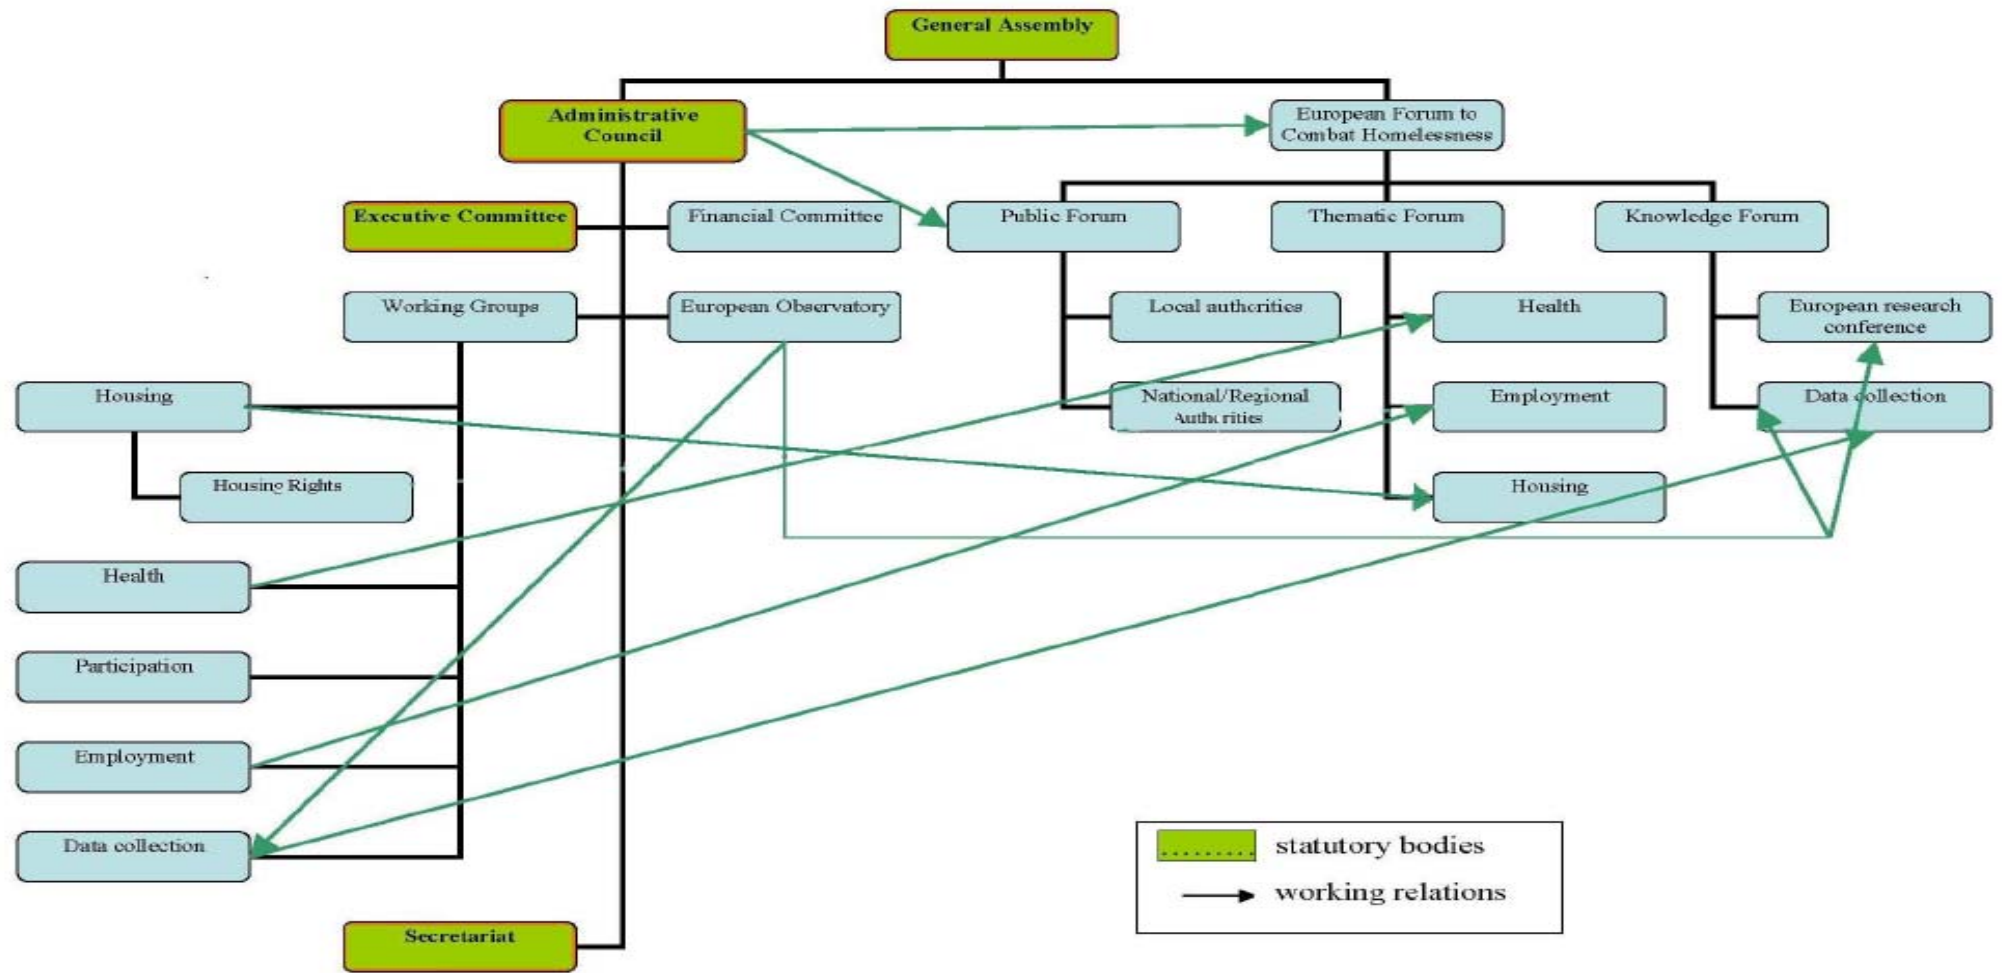 General Assembly
Administrative
Council
European Forum to
Combat Homelessness
Executive Committee
Financial Committee
Public Forum
Thematic Forum
Knowledge Forum
Working Groups
European Observatory
Local authorities
Health
European research
conference
Housing
National/Regional
Authorities
Employment
Data collection
Housing Rights
Housing
Health
Participation
Employment
Data collection
Secretariat
statutory bodies
working relations